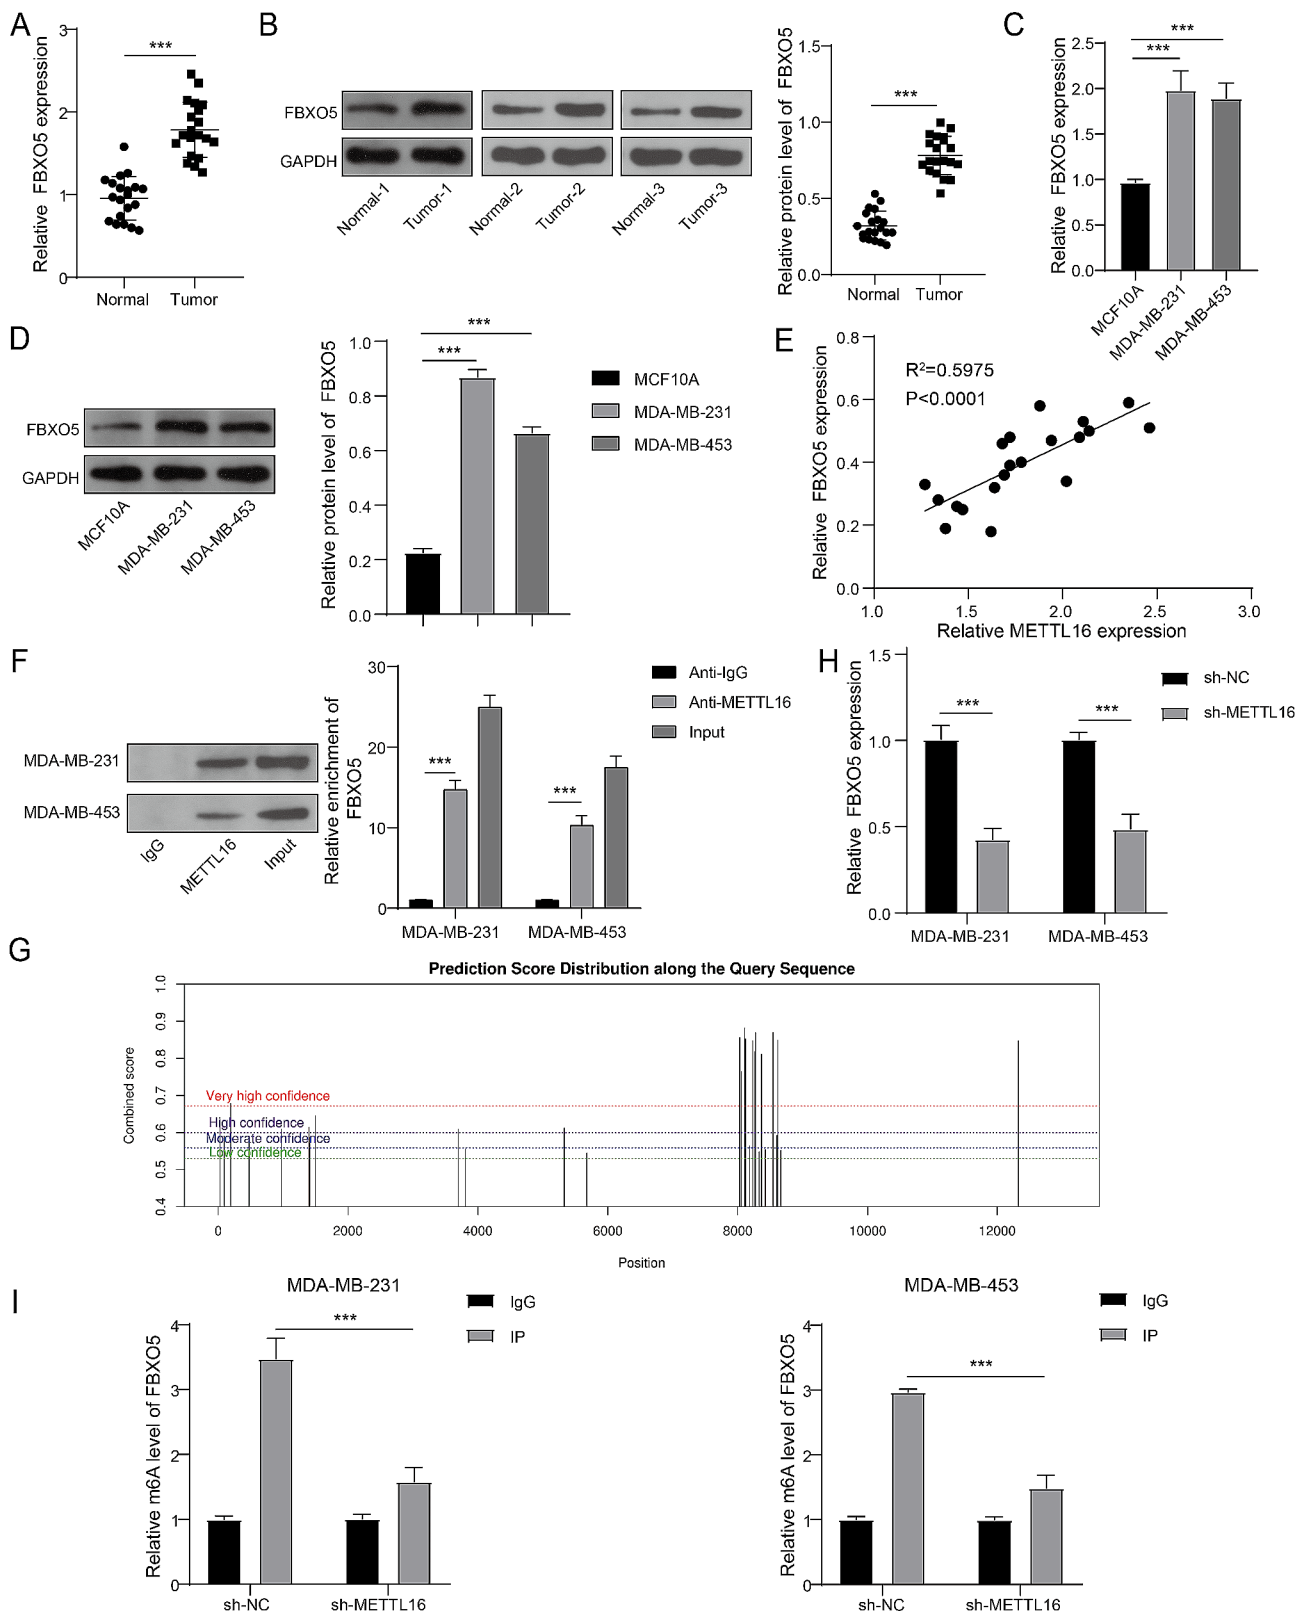 A
Relative FBXO5 expression
3
2
1
0
***
Normal
Tumor
B
FBXO5
GAPDH
Normal-1
Tumor-1
Normal-2
Tumor-2
Normal-3
Tumor-3
Relative protein level of FBXO5
1.5
1.0
0.5
0.0
***
Normal
Tumor
C
Relative FBXO5 expression
2.5
2.0
1.5
1.0
0.5
0.0
***
***
MCF10A
MDA-MB-231
MDA-MB-453
D
FBXO5
GAPDH
MCF10A
MDA-MB-231
MDA-MB-453
Relative protein level of FBXO5
1.0
0.8
0.6
0.4
0.2
0.0
***
***
MCF10A
MDA-MB-231
MDA-MB-453
E
Relative FBXO5 expression
0.8
0.6
0.4
0.2
0.0
R²=0.5975
P<0.0001
1.0
1.5
2.0
2.5
3.0
Relative METTL16 expression
F
MDA-MB-231
MDA-MB-453
IgG
METTL16
Input
Relative enrichment of
FBXO5
30
20
10
0
***
***
MDA-MB-231
MDA-MB-453
Anti-IgG
Anti-METTL16
Input
H
Relative FBXO5 expression
1.5
1.0
0.5
0.0
***
***
MDA-MB-231
MDA-MB-453
sh-NC
sh-METTL16
G
Prediction Score Distribution along the Query Sequence
Combined score
1.0
0.9
0.8
0.7
0.6
0.5
0.4
Very high confidence
High confidence
Moderate confidence
Low confidence
0
2000
4000
6000
8000
10000
12000
Position
I
MDA-MB-231
Relative m6A level of FBXO5
4
3
2
1
0
***
sh-NC
sh-METTL16
IgG
IP
MDA-MB-453
Relative m6A level of FBXO5
4
3
2
1
0
***
sh-NC
sh-METTL16
IgG
IP